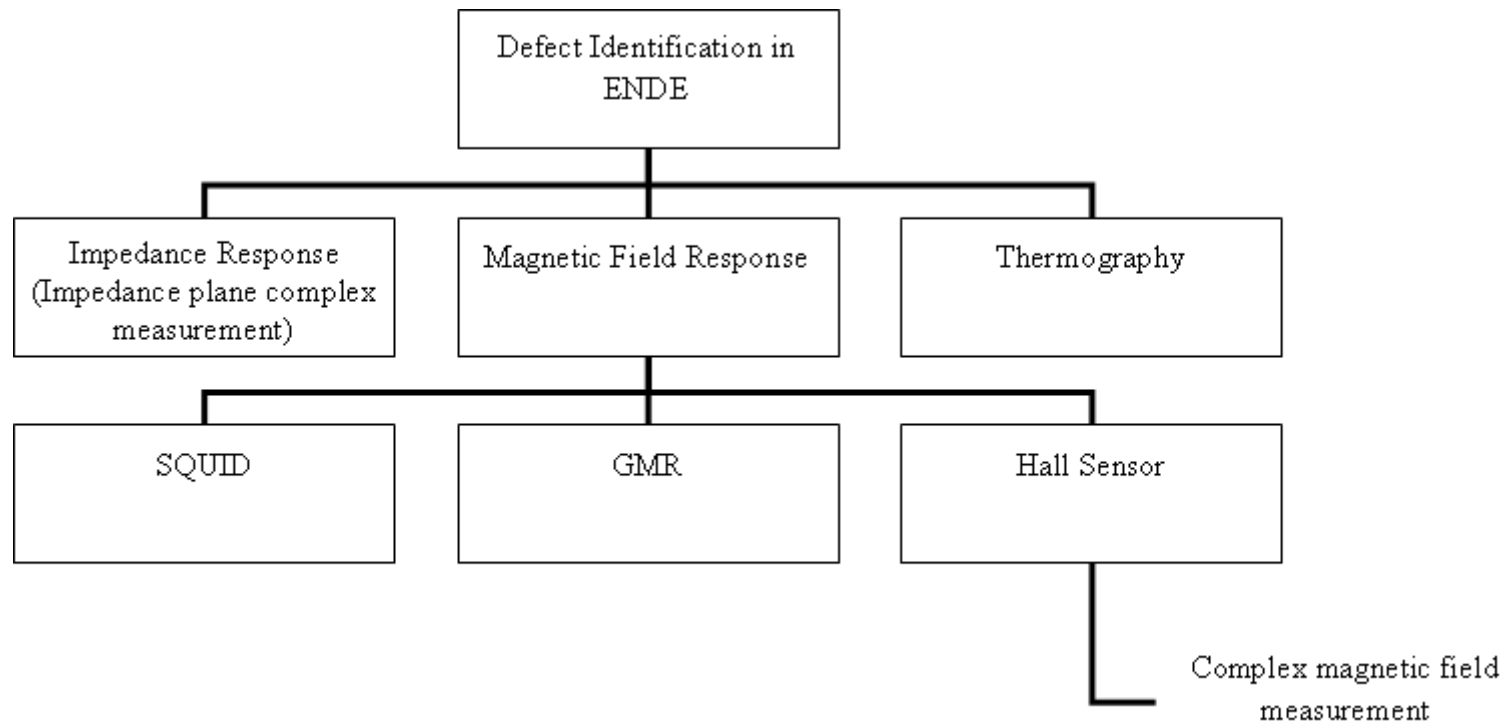 Defect Identification in
ENDE
Impedance Response
(Impedance plane complex
measurement)
Magnetic Field Response
Thermography
SQUID
GMR
Hall Sensor
Complex magnetic field
measurement